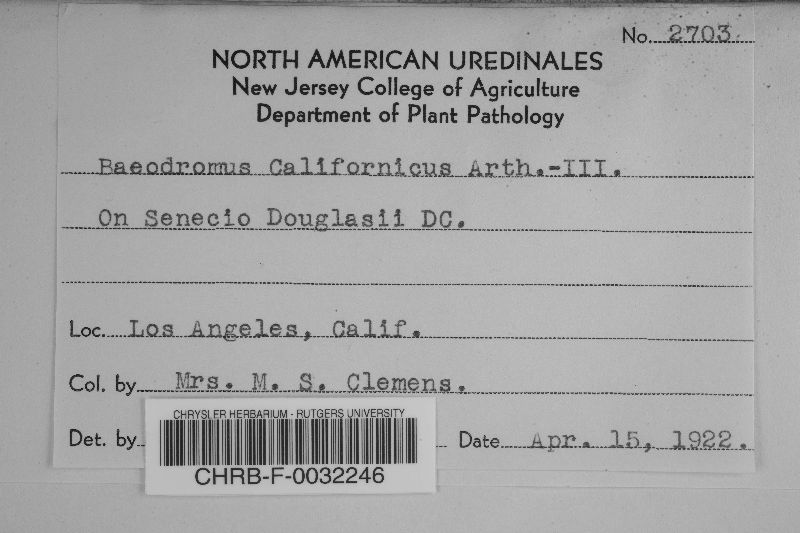 No. 2703
NORTH AMERICAN UREDINALES
New Jersey College of Agriculture
Department of Plant Pathology
Baeodromus Californicus Arth.-III.
On Senecio Douglasii DC.
Loc. Los Angeles, Calif.
Col. by Mrs. M. S. Clemens.
Det. by
Date Apr. 15, 1922.
CHRYSLER HERBARIUM - RUTGERS UNIVERSITY
CHRB-F-0032246